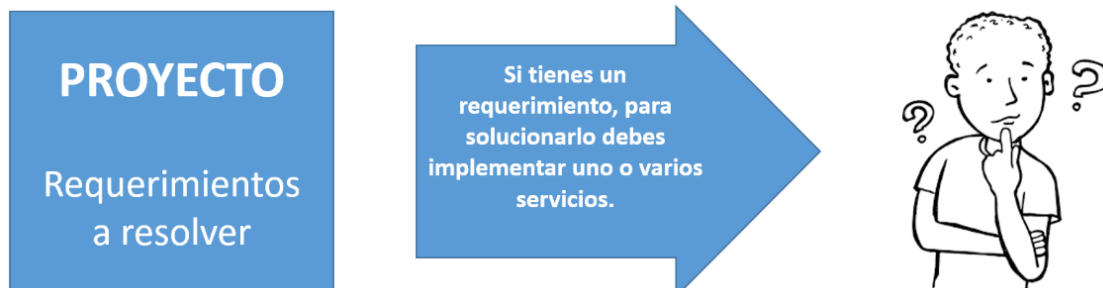 PROYECTO
Requerimientos
a resolver
Si tienes un
requerimiento, para
solucionarlo debes
implementar uno o varios
servicios.
?
?